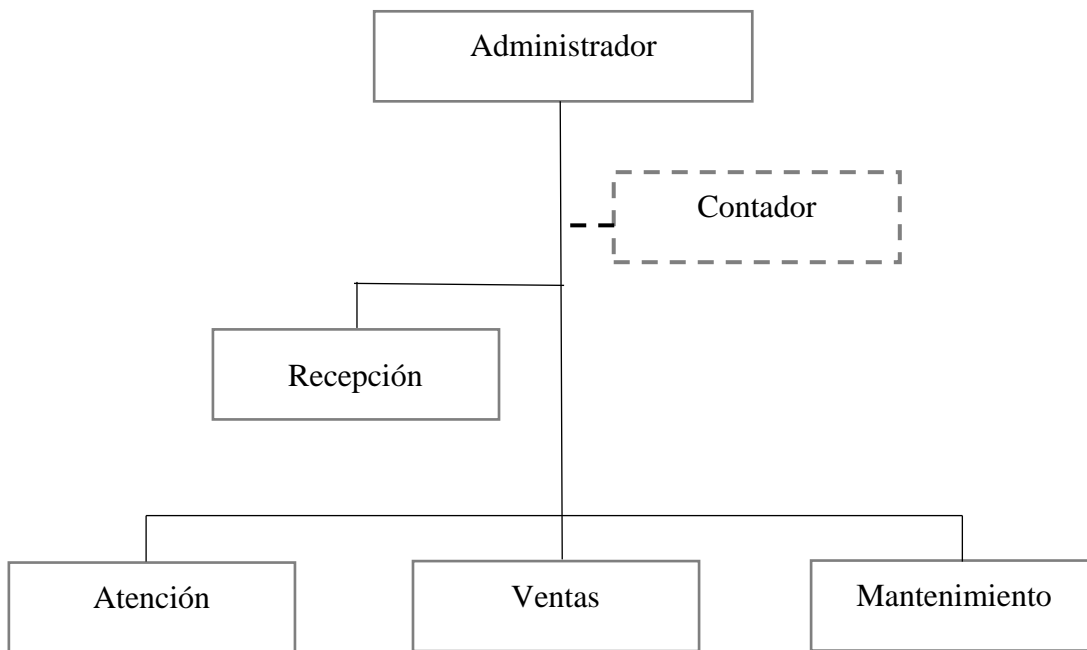 Administrador
Contador
Recepción
Atención
Ventas
Mantenimiento